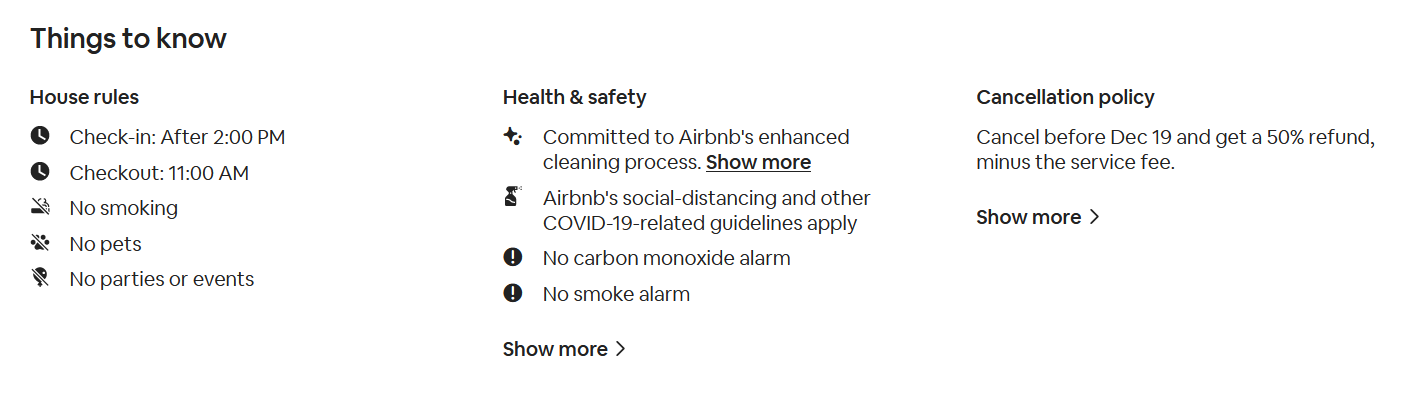 Things to know
House rules
Check-in: After 2:00 PM
Checkout: 11:00 AM
No smoking
No pets
No parties or events
Health & safety
Committed to Airbnb's enhanced
cleaning process. Show more
Airbnb's social-distancing and other
COVID-19-related guidelines apply
No carbon monoxide alarm
No smoke alarm
Show more
Cancellation policy
Cancel before Dec 19 and get a 50% refund,
minus the service fee.
Show more